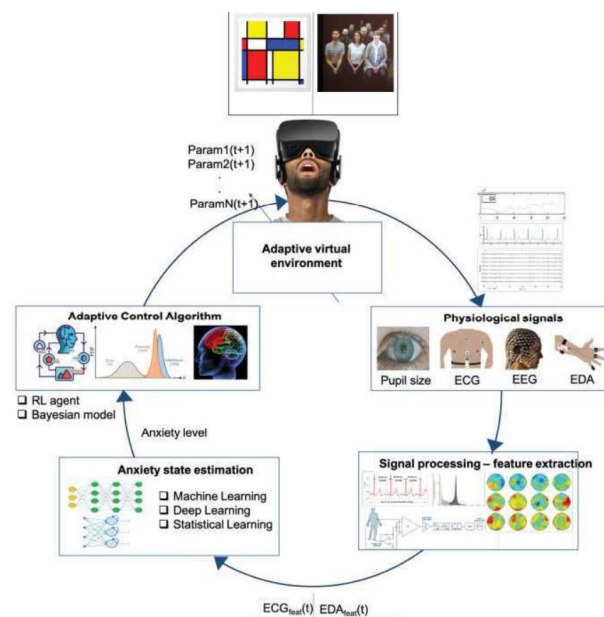 Param1(t+1)
Param2(t+1)
.
.
ParamN(t+1)
Adaptive virtual
environment
Adaptive Control Algorithm
Physiological signals
Pupil size ECG EEG EDA
❑ RL agent
❑ Bayesian model
Anxiety level
Anxiety state estimation
❑ Machine Learning
❑ Deep Learning
❑ Statistical Learning
Signal processing – feature extraction
ECGfeat(t) EDAfeat(t)